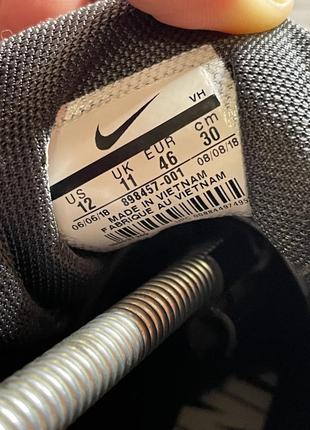 VH
US UK EUR cm
12 11 46 30
06/06/18 898457-001 08/08/18
MADE IN VIETNAM
FABRIQUE AU VIETNAM